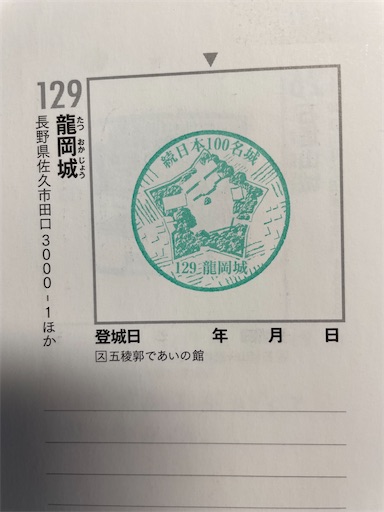 129
龍岡城
たつ おか じょう
長野県佐久市田口3000-1ほか
続日本100名城
129 龍岡城
登城日 年 月 日
ス五稜郭であいの館